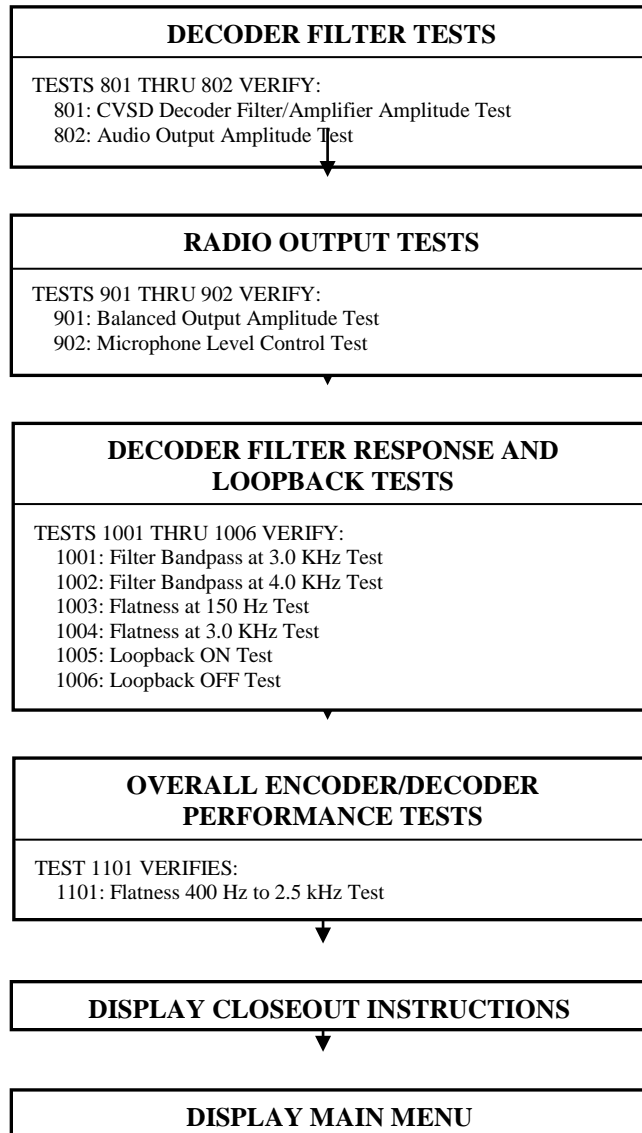 DECODER FILTER TESTS
TESTS 801 THRU 802 VERIFY:
801: CVSD Decoder Filter/Amplifier Amplitude Test
802: Audio Output Amplitude Test
RADIO OUTPUT TESTS
TESTS 901 THRU 902 VERIFY:
901: Balanced Output Amplitude Test
902: Microphone Level Control Test
DECODER FILTER RESPONSE AND
LOOPBACK TESTS
TESTS 1001 THRU 1006 VERIFY:
1001: Filter Bandpass at 3.0 KHz Test
1002: Filter Bandpass at 4.0 KHz Test
1003: Flatness at 150 Hz Test
1004: Flatness at 3.0 KHz Test
1005: Loopback ON Test
1006: Loopback OFF Test
OVERALL ENCODER/DECODER
PERFORMANCE TESTS
TEST 1101 VERIFIES:
1101: Flatness 400 Hz to 2.5 kHz Test
DISPLAY CLOSEOUT INSTRUCTIONS
DISPLAY MAIN MENU